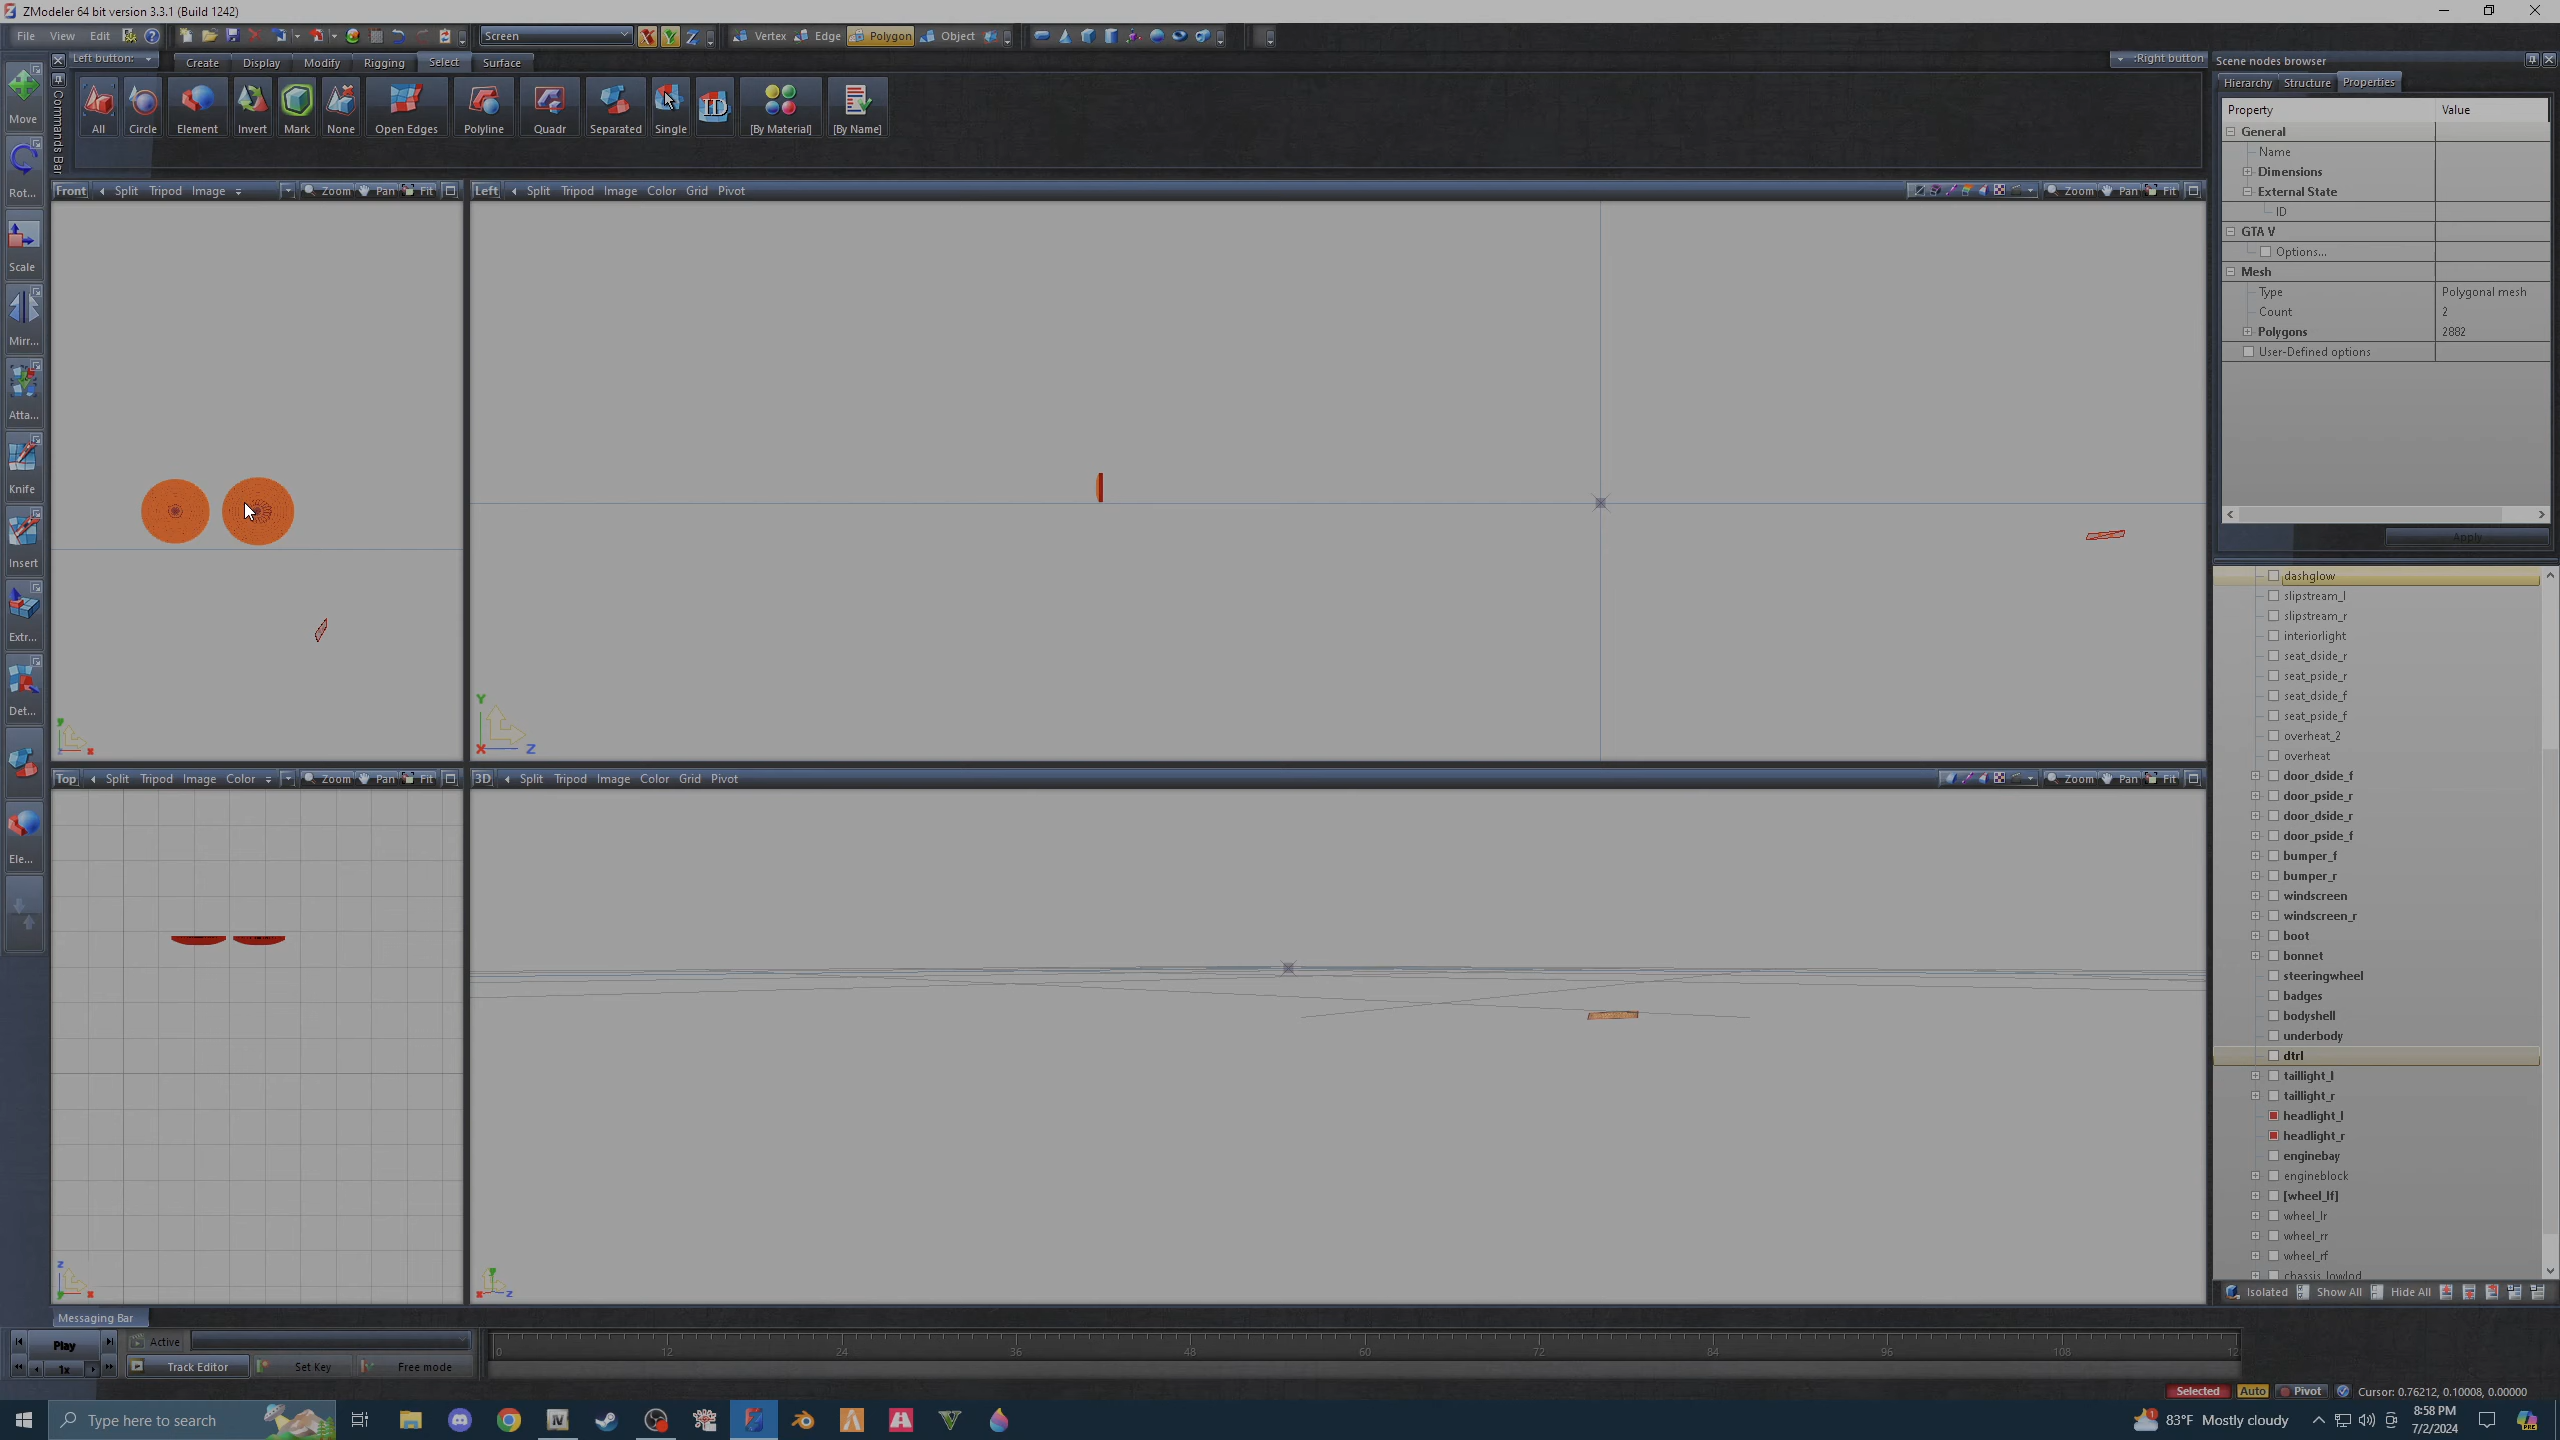 ZModeler 64 bit version 3.3.1 (Build 1242)
File View Edit
Screen
Vertex Edge Polygon Object
Left button:
Create Display Modify Rigging Select Surface
:Right button
Commands Bar
All Circle Element Invert Mark None Open Edges Polyline Quadr Separated Single ID [By Material] [By Name]
Move
Rot...
Scale
Mirr...
Atta...
Knife
Insert
Extr...
Det...
Ele...
Front Split Tripod Image Zoom Pan Fit
Left Split Tripod Image Color Grid Pivot Zoom Pan Fit
Y
X Z
y
z x
Top Split Tripod Image Color Zoom Pan Fit
3D Split Tripod Image Color Grid Pivot Zoom Pan Fit
z
y x
y
x z
Scene nodes browser
Hierarchy Structure Properties
Property Value
General
Name
Dimensions
External State
ID
GTA V
Options...
Mesh
Type Polygonal mesh
Count 2
Polygons 2882
User-Defined options
Apply
dashglow
slipstream_l
slipstream_r
interiorlight
seat_dside_r
seat_pside_r
seat_dside_f
seat_pside_f
overheat_2
overheat
door_dside_f
door_pside_r
door_dside_r
door_pside_f
bumper_f
bumper_r
windscreen
windscreen_r
boot
bonnet
steeringwheel
badges
bodyshell
underbody
dtrl
taillight_l
taillight_r
headlight_l
headlight_r
enginebay
engineblock
[wheel_lf]
wheel_lr
wheel_rr
wheel_rf
chassis_lowlod
Isolated Show All Hide All
Messaging Bar
Play Active
1x Track Editor Set Key Free mode
0 12 24 36 48 60 72 84 96 108 12
Selected Auto Pivot Cursor: 0.76212, 0.10008, 0.00000
Type here to search
83°F Mostly cloudy
8:58 PM
7/2/2024